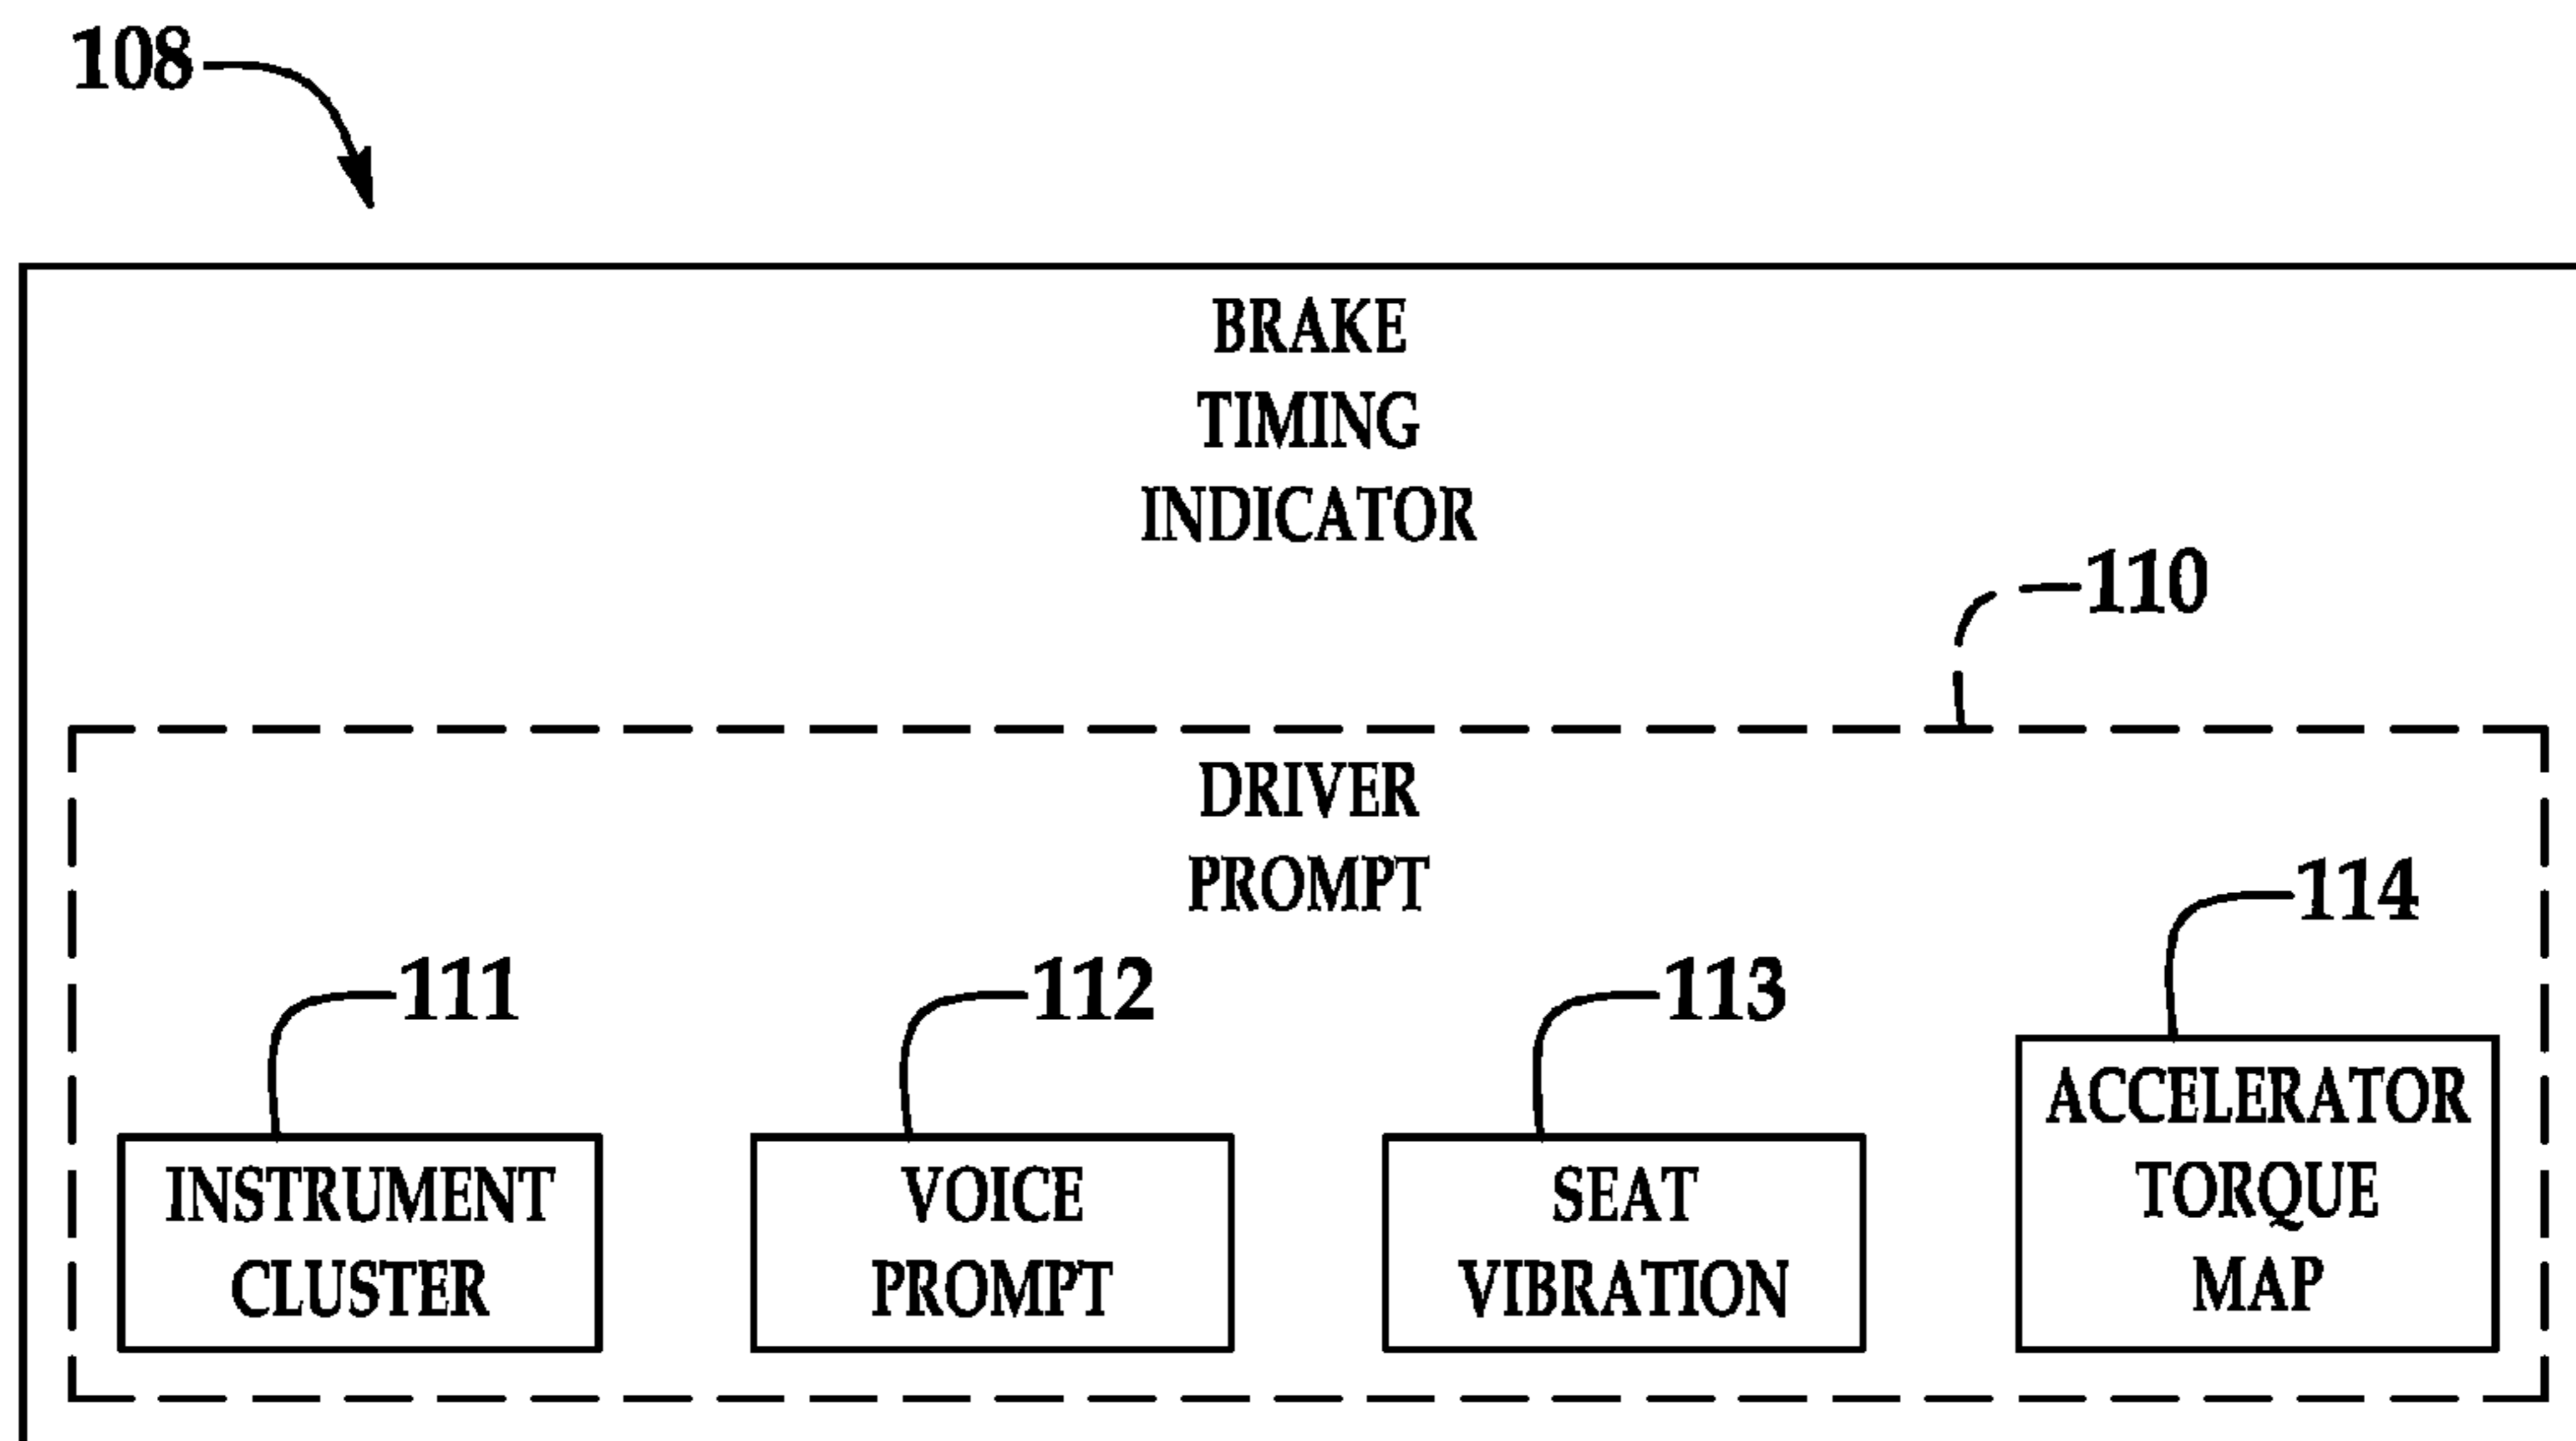 108
BRAKE
TIMING
INDICATOR
110
DRIVER
PROMPT
114
111
112
113
INSTRUMENT
CLUSTER
VOICE
PROMPT
SEAT
VIBRATION
ACCELERATOR
TORQUE
MAP